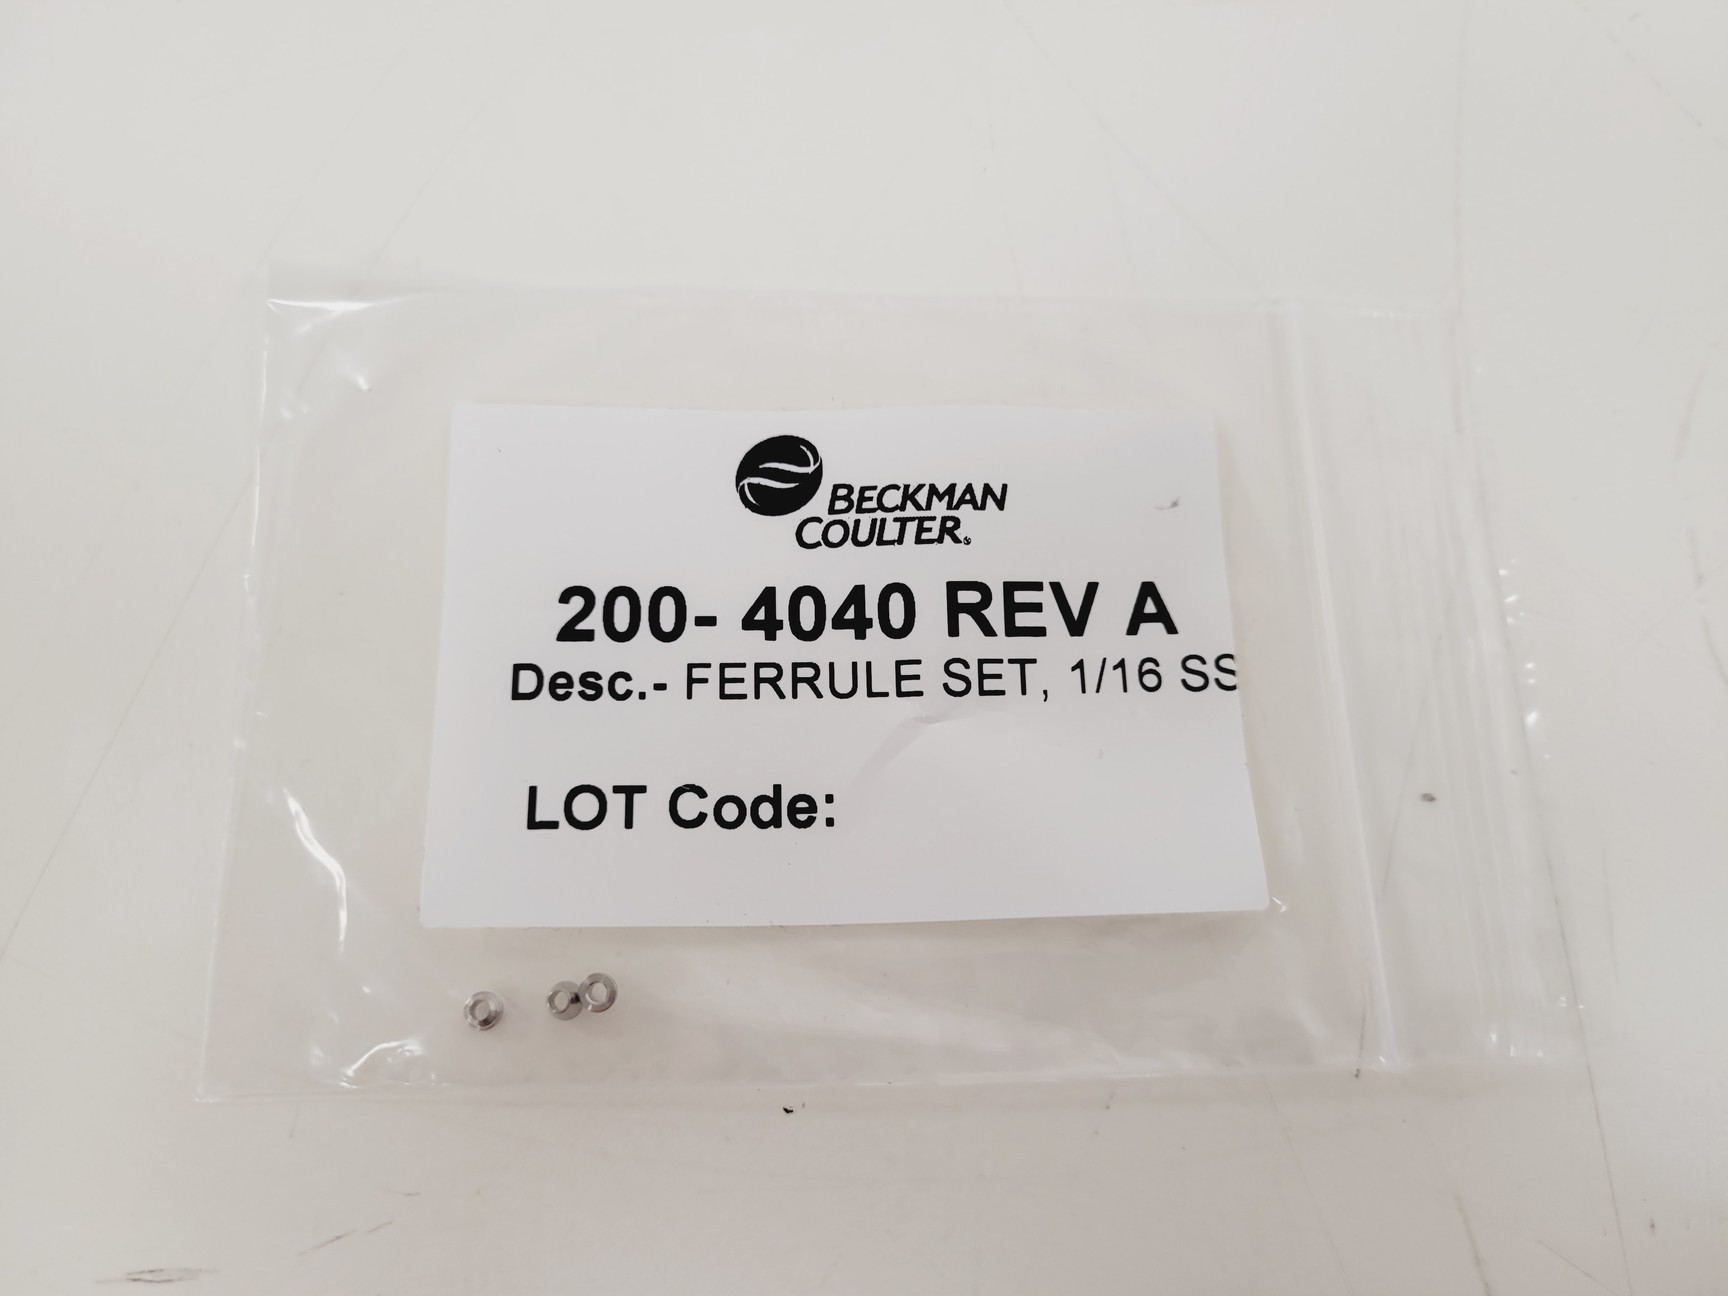 BECKMAN
COULTER
200- 4040 REV A
Desc.- FERRULE SET, 1/16 SS
LOT Code: